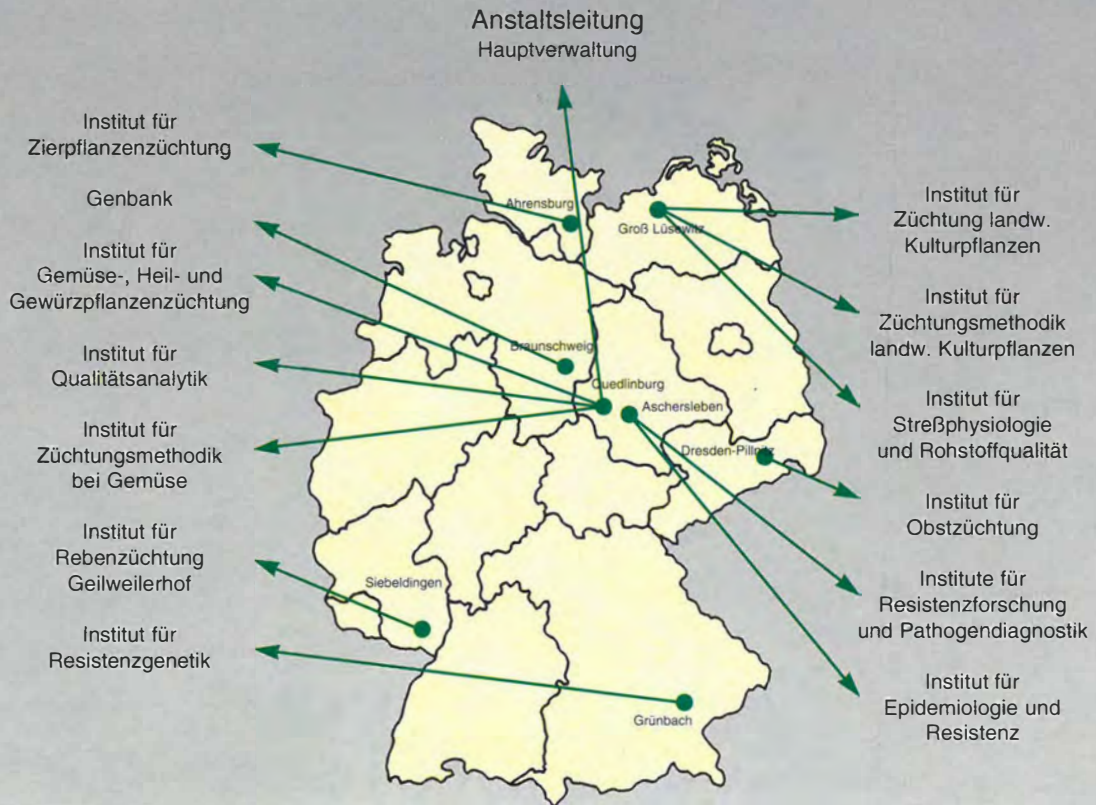 Anstaltsleitung
Hauptverwaltung
Institut für
Zierpflanzenzüchtung
Genbank
Institut für
Gemüse-, Heil- und
Gewürzpflanzenzüchtung
Institut für
Qualitätsanalytik
Institut für
Züchtungsmethodik
bei Gemüse
Institut für
Rebenzüchtung
Geilweilerhof
Institut für
Resistenzgenetik
Ahrensburg
Groß Lüsewitz
Braunschweig
Quedlinburg
Aschersleben
Dresden-Pillnitz
Siebeldingen
Grünbach
Institut für
Züchtung landw.
Kulturpflanzen
Institut für
Züchtungsmethodik
landw. Kulturpflanzen
Institut für
Streßphysiologie
und Rohstoffqualität
Institut für
Obstzüchtung
Institute für
Resistenzforschung
und Pathogendiagnostik
Institut für
Epidemiologie und
Resistenz